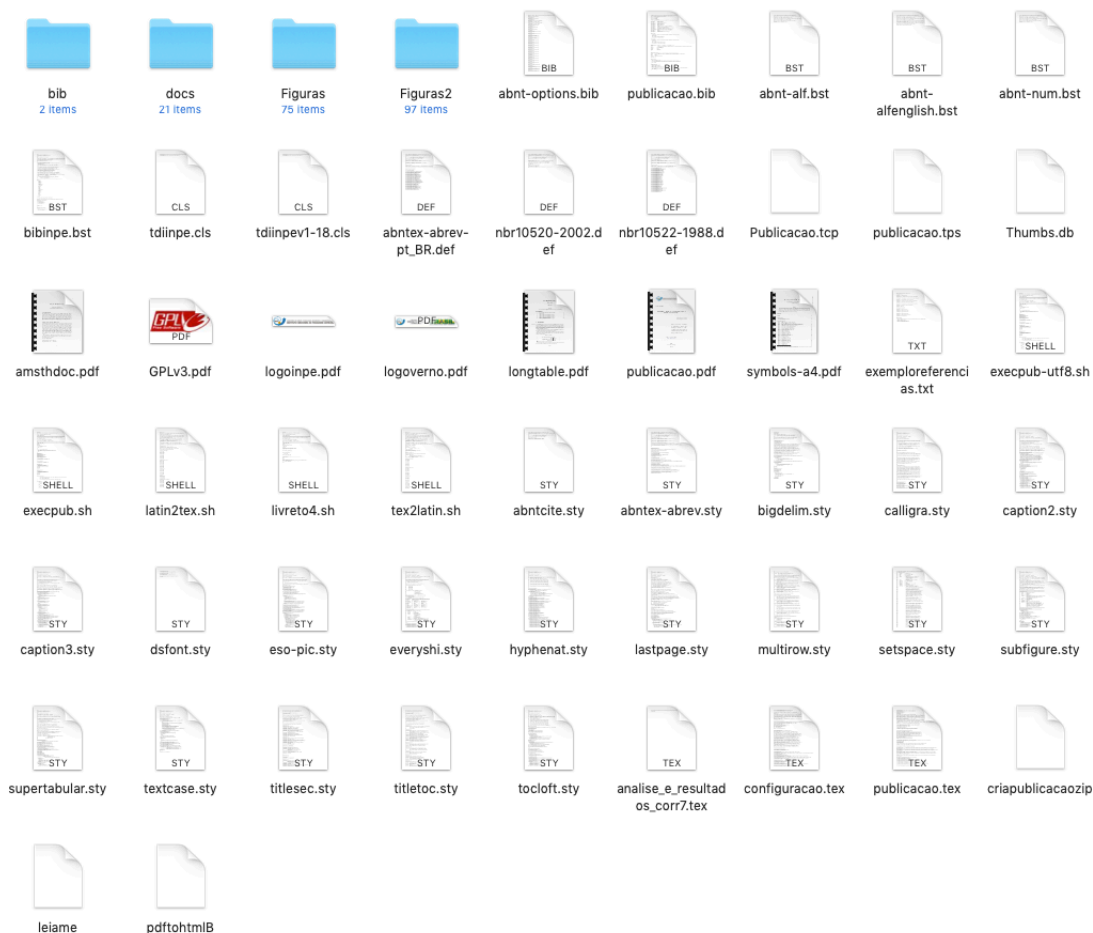 BIB
BIB
BST
BST
BST
bib
docs
Figuras
Figuras2
abnt-options.bib
publicacao.bib
abnt-alf.bst
abnt-
alfenglish.bst
abnt-num.bst
2 items
21 items
75 items
97 items
BST
CLS
CLS
DEF
DEF
DEF
bibinpe.bst
tdiinpe.cls
tdiinpev1-18.cls
abntex-abrev-
pt_BR.def
nbr10520-2002.d
ef
nbr10522-1988.d
ef
Publicacao.tcp
publicacao.tps
Thumbs.db
GPL
PDF
PDF
TXT
SHELL
amsthdoc.pdf
GPLv3.pdf
logoinpe.pdf
logoverno.pdf
longtable.pdf
publicacao.pdf
symbols-a4.pdf
exemploreferenci
as.txt
execpub-utf8.sh
SHELL
SHELL
SHELL
SHELL
STY
STY
STY
STY
STY
execpub.sh
latin2tex.sh
livreto4.sh
tex2latin.sh
abntcite.sty
abntex-abrev.sty
bigdelim.sty
calligra.sty
caption2.sty
STY
STY
STY
STY
STY
STY
STY
STY
STY
caption3.sty
dsfont.sty
eso-pic.sty
everyshi.sty
hyphenat.sty
lastpage.sty
multirow.sty
setspace.sty
subfigure.sty
STY
STY
STY
STY
STY
TEX
TEX
TEX
supertabular.sty
textcase.sty
titlesec.sty
titletoc.sty
tocloft.sty
analise_e_resultad
os_corr7.tex
configuracao.tex
publicacao.tex
criapublicacaozip
leiame
pdftohtmlB